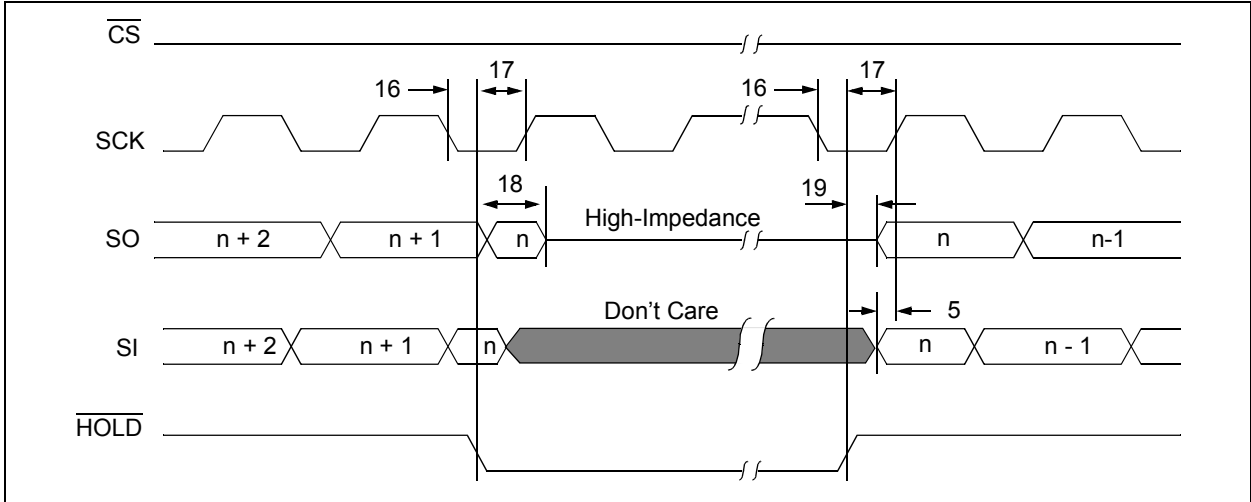 CS
16
17
16
17
SCK
18
19
SO
n + 2
n + 1
n
High-Impedance
n
n-1
Don't Care
5
SI
n + 2
n + 1
n
n
n - 1
HOLD